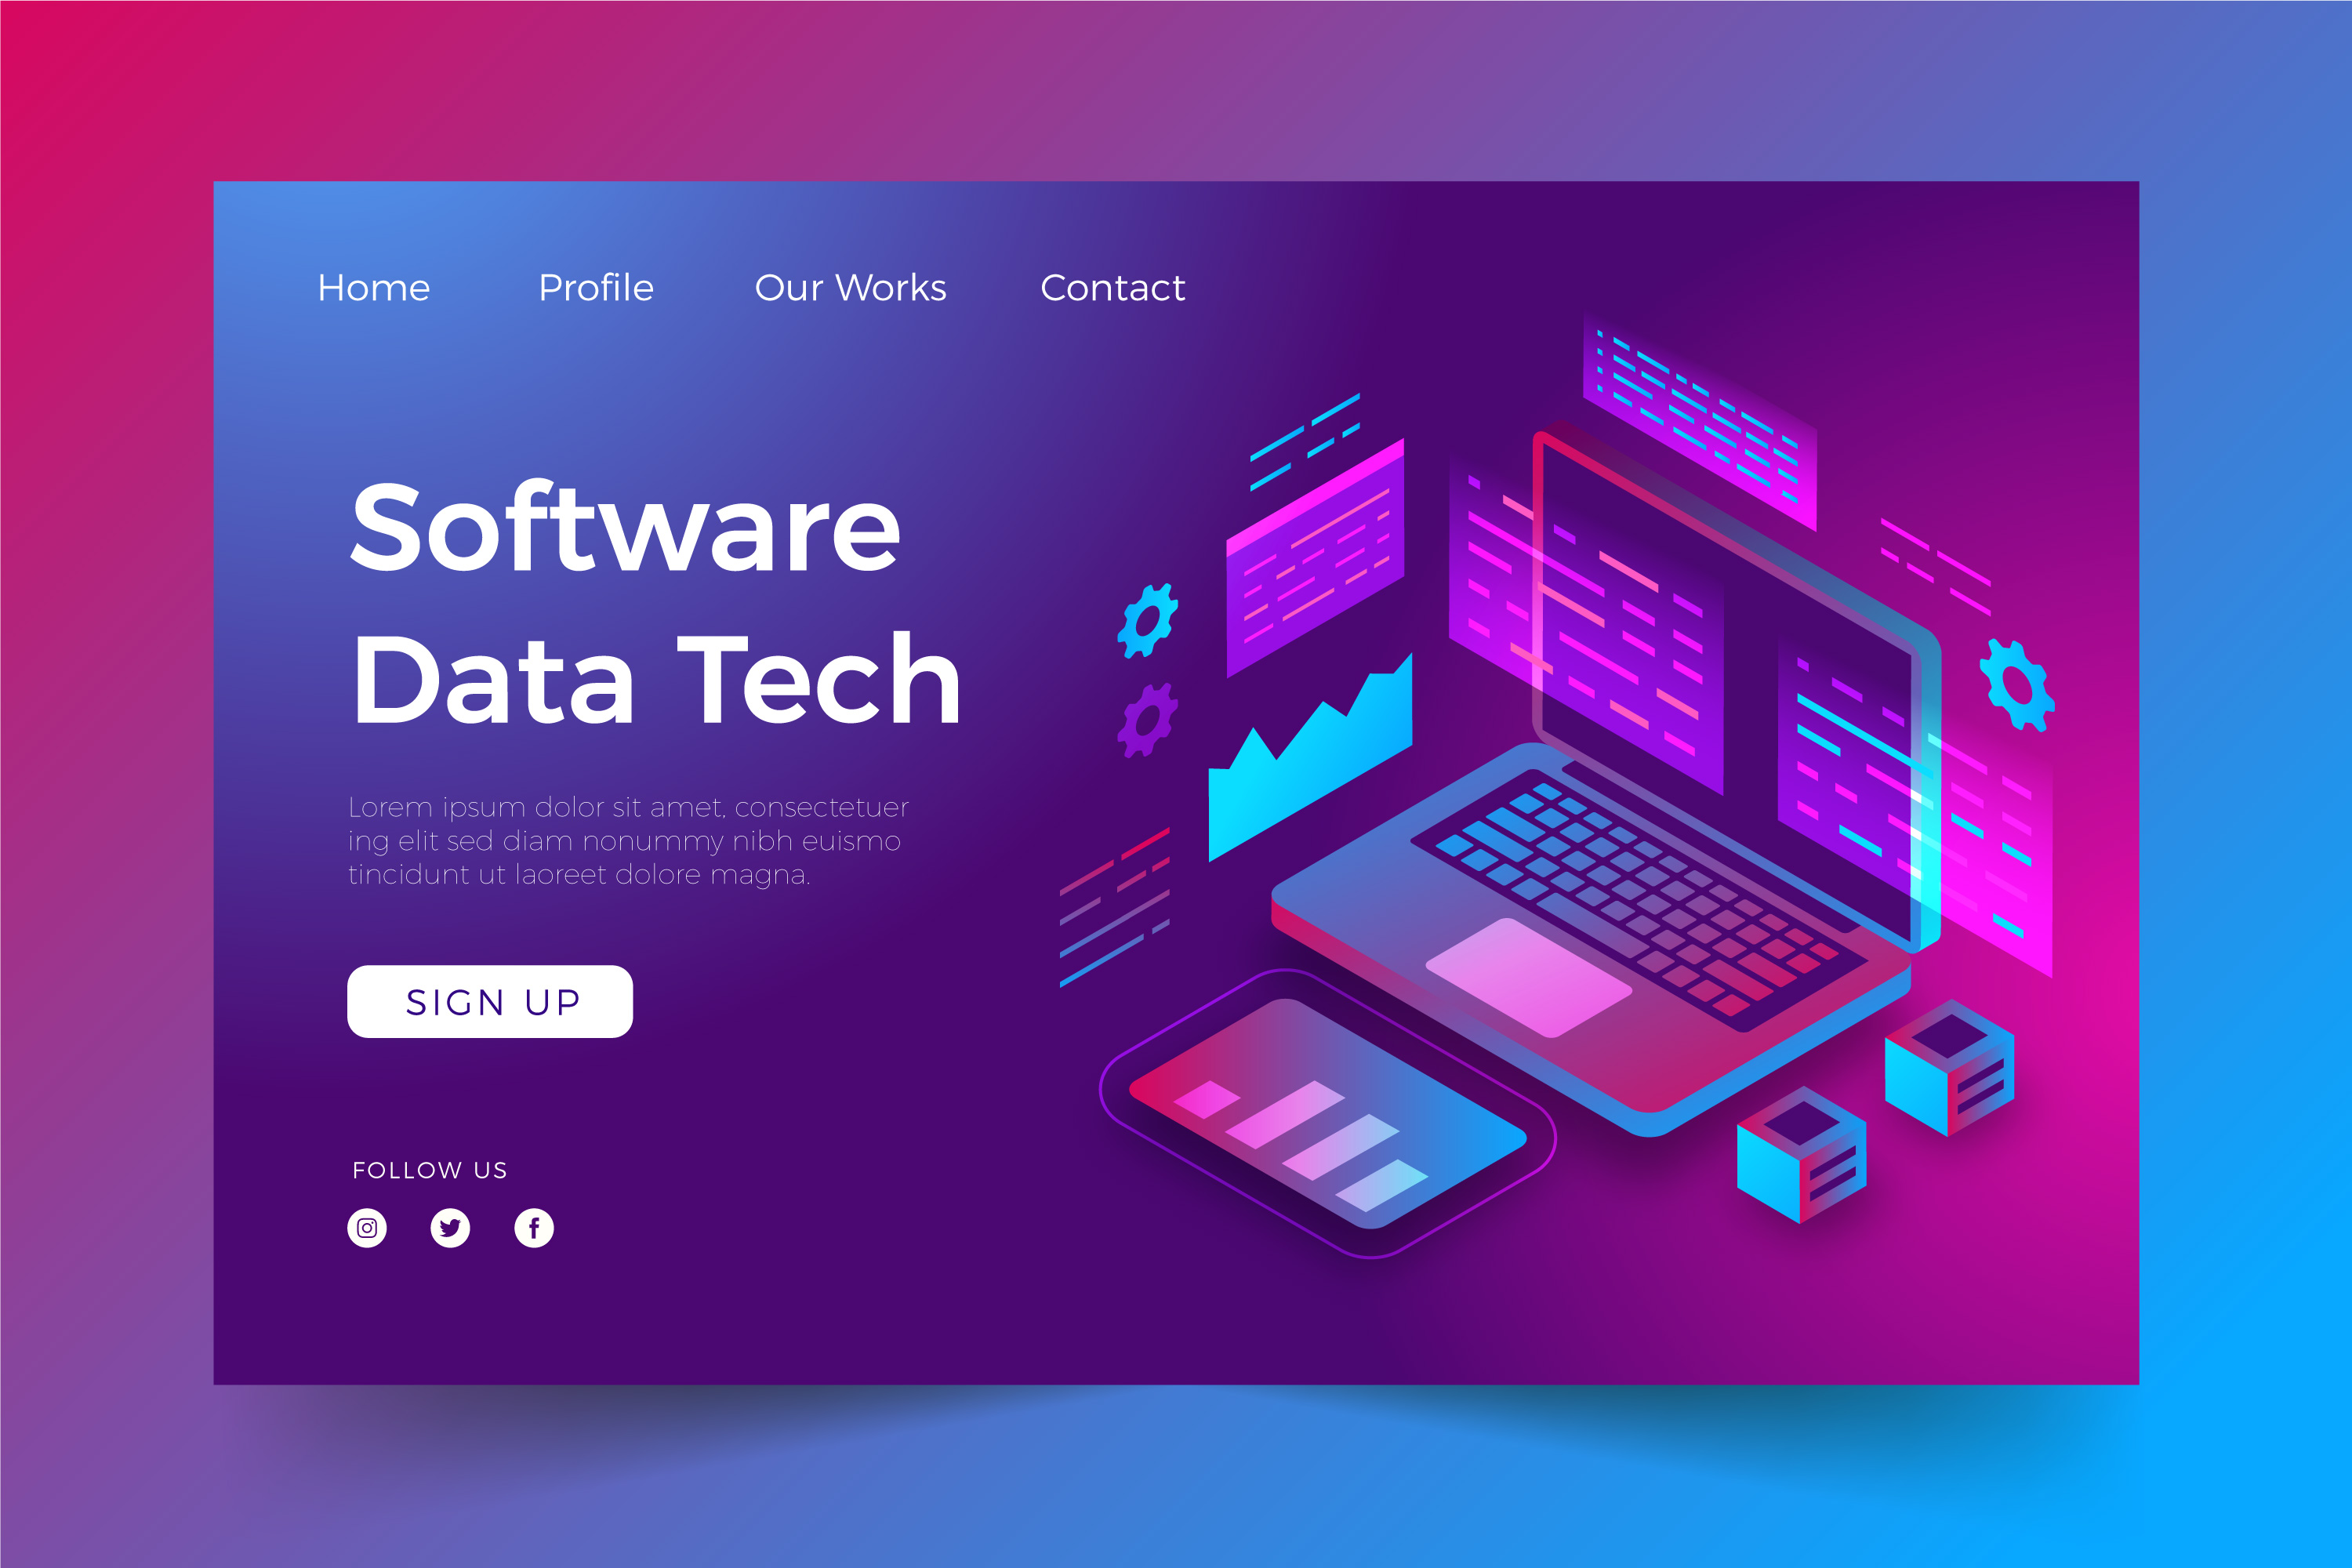 Home Profile Our Works Contact
Software
Data Tech
Lorem ipsum dolor sit amet, consectetuer
ing elit sed diam nonummy nibh euismo
tincidunt ut laoreet dolore magna.
SIGN UP
FOLLOW US